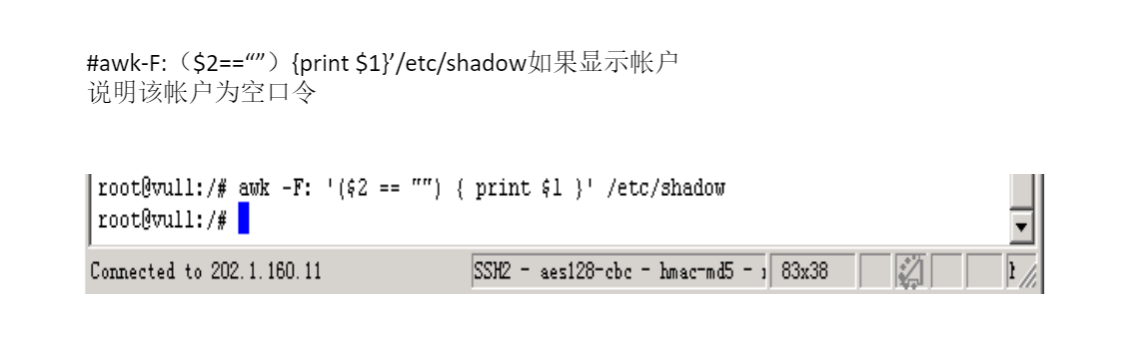 #awk-F:（$2==“”）{print $1}’/etc/shadow如果显示帐户
说明该帐户为空口令
root@vull:/# awk -F: '($2 == "") { print $1 }' /etc/shadow
root@vull:/#
Connected to 202.1.160.11 SSH2 - aes128-cbc - hmac-md5 - 83x38